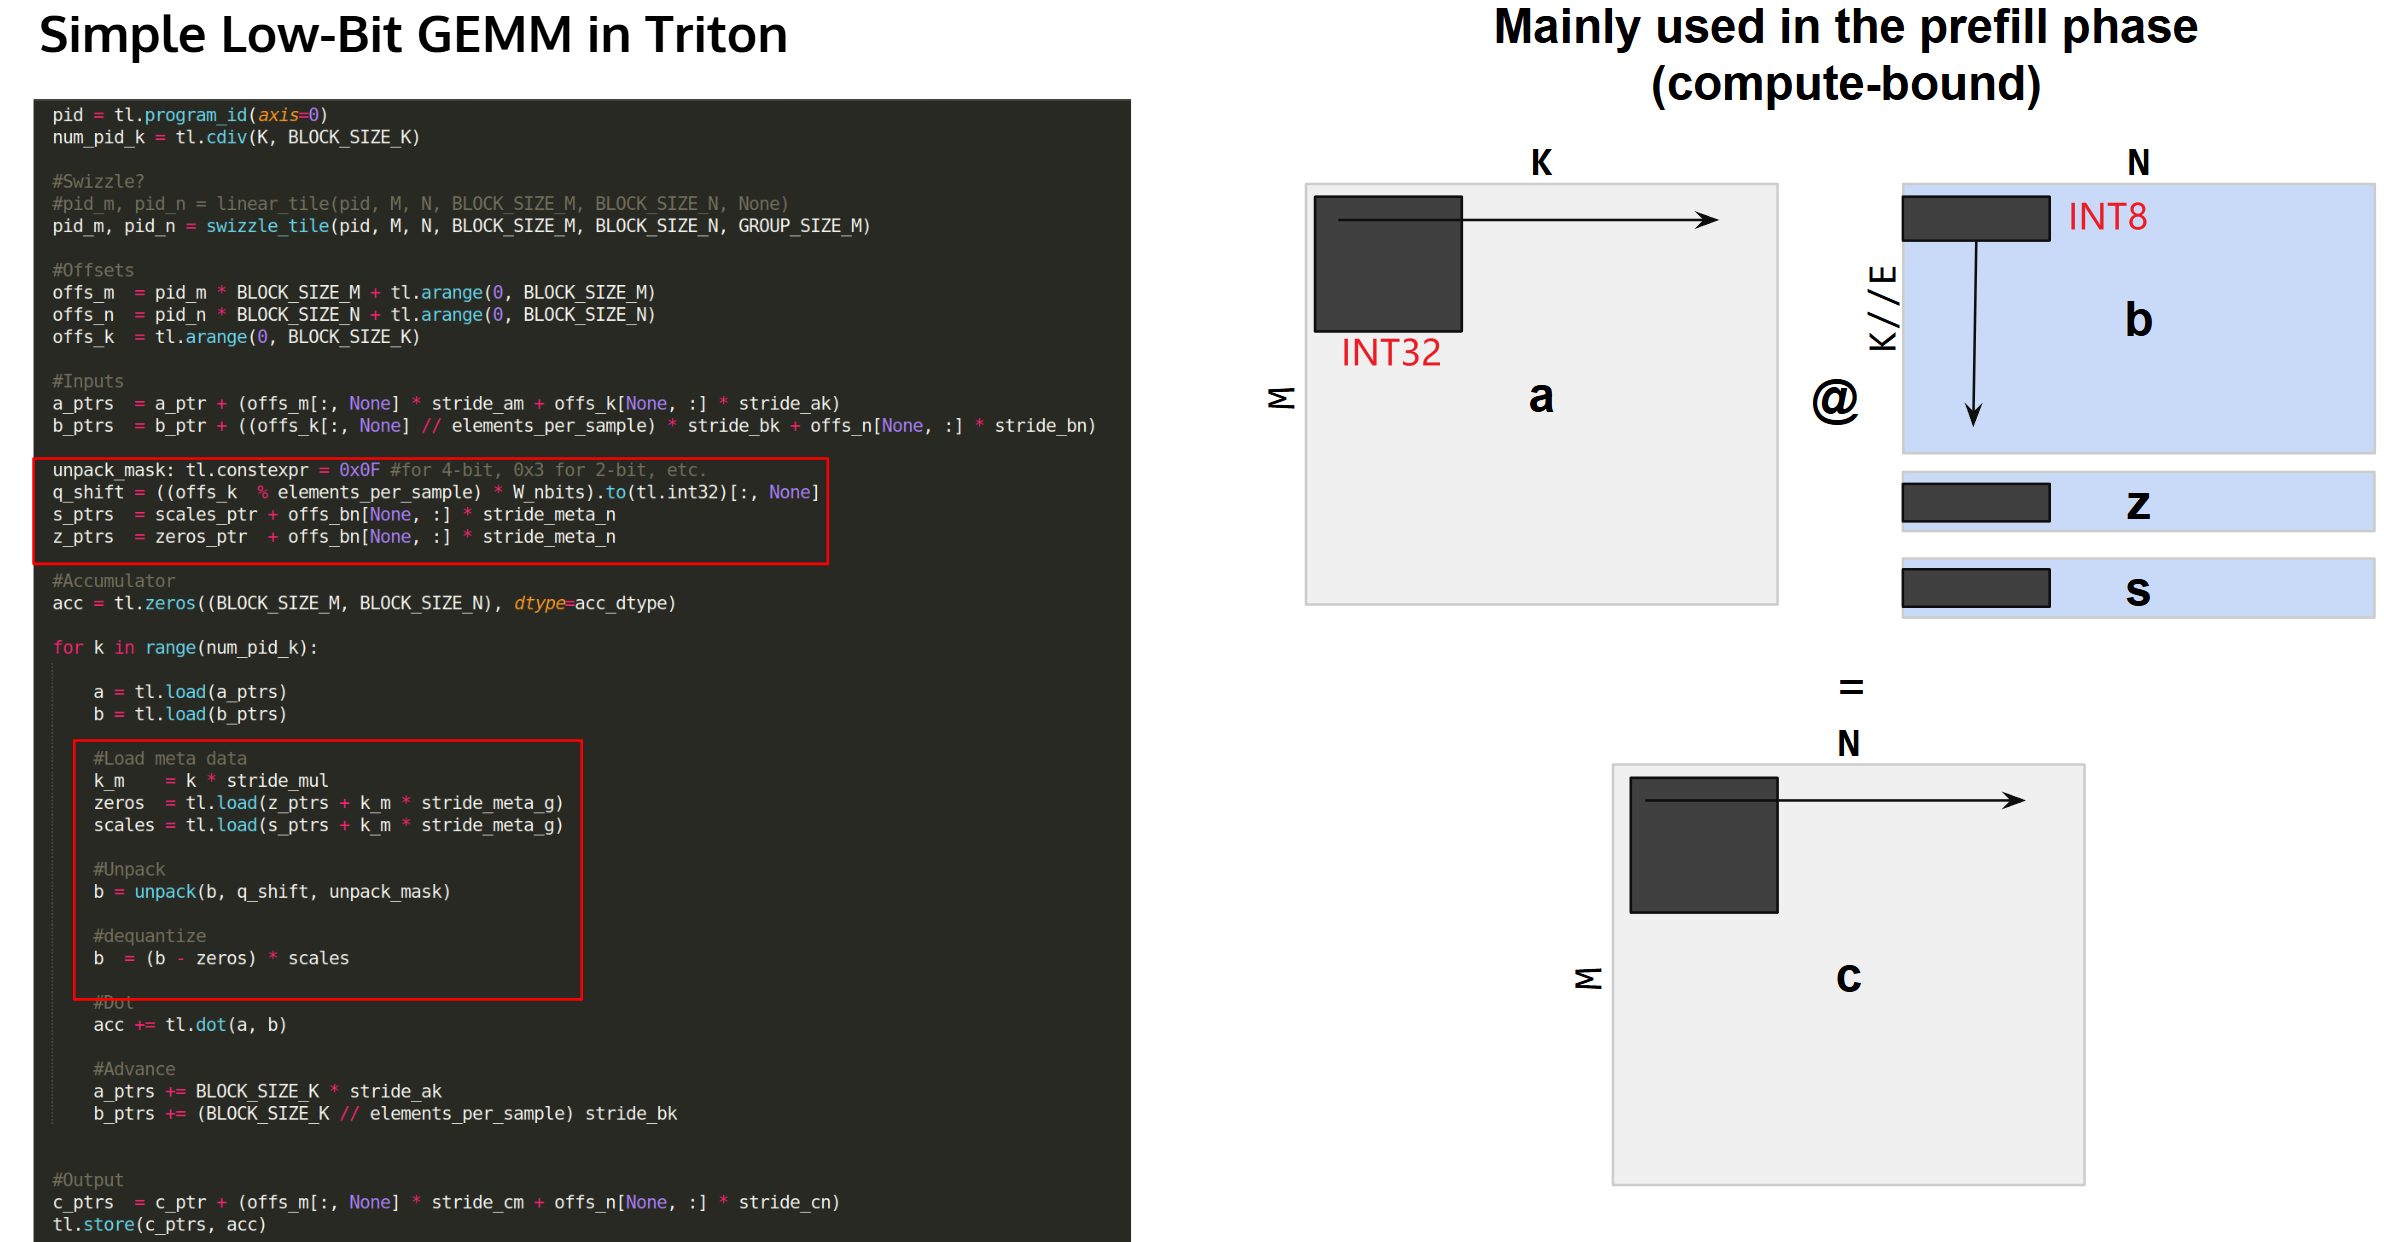 Simple Low-Bit GEMM in Triton
pid = tl.program_id(axis=0)
num_pid_k = tl.cdiv(K, BLOCK_SIZE_K)
#Swizzle?
#pid_m, pid_n = linear_tile(pid, M, N, BLOCK_SIZE_M, BLOCK_SIZE_N, None)
pid_m, pid_n = swizzle_tile(pid, M, N, BLOCK_SIZE_M, BLOCK_SIZE_N, GROUP_SIZE_M)
#Offsets
offs_m  = pid_m * BLOCK_SIZE_M + tl.arange(0, BLOCK_SIZE_M)
offs_n  = pid_n * BLOCK_SIZE_N + tl.arange(0, BLOCK_SIZE_N)
offs_k  = tl.arange(0, BLOCK_SIZE_K)
#Inputs
a_ptrs  = a_ptr + (offs_m[:, None] * stride_am + offs_k[None, :] * stride_ak)
b_ptrs  = b_ptr + ((offs_k[:, None] // elements_per_sample) * stride_bk + offs_n[None, :] * stride_bn)
unpack_mask: tl.constexpr = 0x0F #for 4-bit, 0x3 for 2-bit, etc.
q_shift = ((offs_k  % elements_per_sample) * W_nbits).to(tl.int32)[:, None]
s_ptrs  = scales_ptr + offs_bn[None, :] * stride_meta_n
z_ptrs  = zeros_ptr  + offs_bn[None, :] * stride_meta_n
#Accumulator
acc = tl.zeros((BLOCK_SIZE_M, BLOCK_SIZE_N), dtype=acc_dtype)
for k in range(num_pid_k):
a = tl.load(a_ptrs)
b = tl.load(b_ptrs)
#Load meta data
k_m    = k * stride_mul
zeros  = tl.load(z_ptrs + k_m * stride_meta_g)
scales = tl.load(s_ptrs + k_m * stride_meta_g)
#Unpack
b = unpack(b, q_shift, unpack_mask)
#dequantize
b  = (b - zeros) * scales
#Dot
acc += tl.dot(a, b)
#Advance
a_ptrs += BLOCK_SIZE_K * stride_ak
b_ptrs += (BLOCK_SIZE_K // elements_per_sample) stride_bk
#Output
c_ptrs  = c_ptr + (offs_m[:, None] * stride_cm + offs_n[None, :] * stride_cn)
tl.store(c_ptrs, acc)
Mainly used in the prefill phase
(compute-bound)
K
M
INT32
a
@
N
K//E
INT8
b
z
s
=
N
M
c